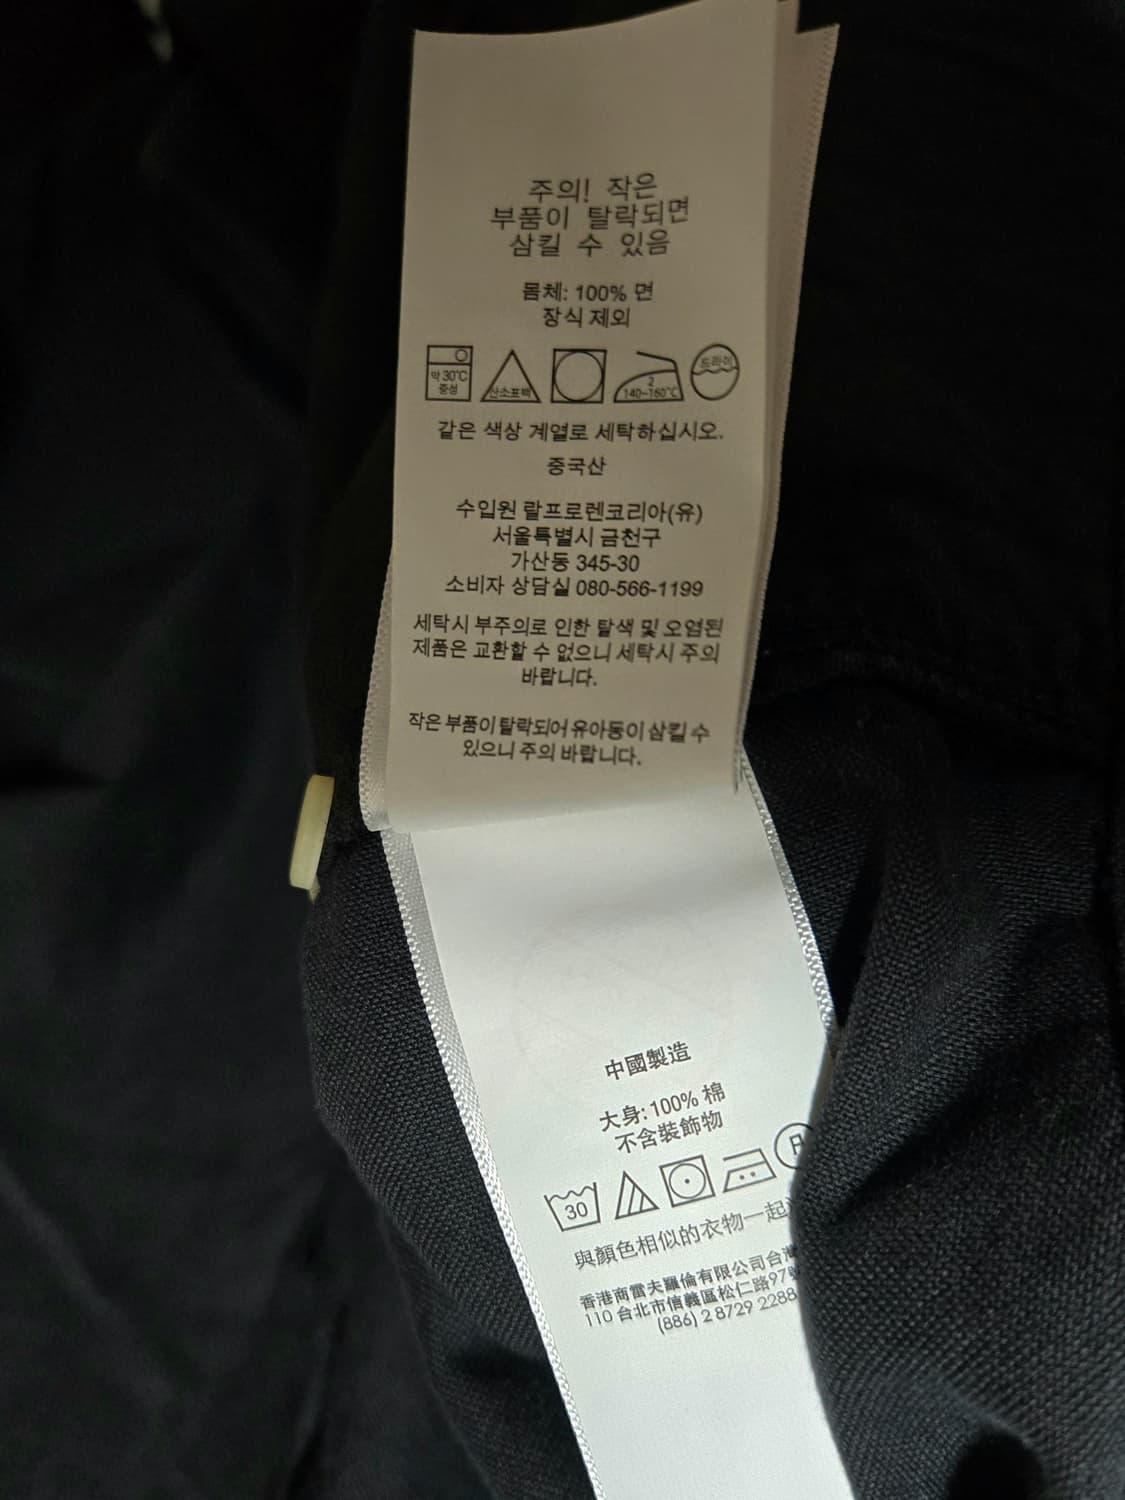 주의! 작은
부품이 탈락되면
삼킬 수 있음
몸체: 100% 면
장식 제외
약 30℃
중성
산소표백
2
140~160℃
드라이
같은 색상 계열로 세탁하십시오.
중국산
수입원 랄프로렌코리아(유)
서울특별시 금천구
가산동 345-30
소비자 상담실 080-566-1199
세탁시 부주의로 인한 탈색 및 오염된
제품은 교환할 수 없으니 세탁시 주의
바랍니다.
작은 부품이 탈락되어 유아동이 삼킬 수
있으니 주의 바랍니다.
中國製造
大身: 100% 棉
不含裝飾物
30
與顏色相似的衣物一起
香港商雷夫羅倫有限公司台灣
110 台北市信義區松仁路97號
(886) 2 8729 2288